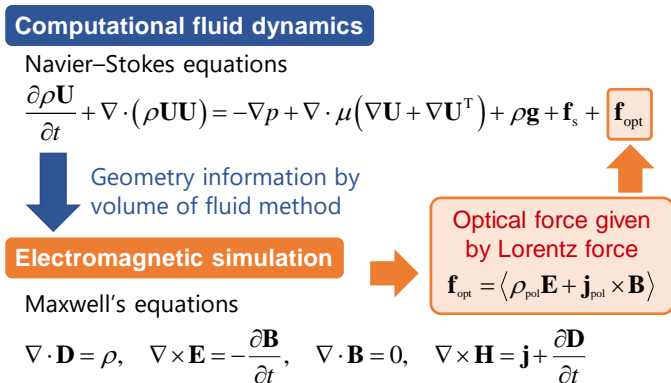 Computational fluid dynamics
Navier–Stokes equations
∂ρU/∂t + ∇·(ρUU) = −∇p + ∇·μ(∇U + ∇Uᵀ) + ρg + f_s + f_opt
Geometry information by
volume of fluid method
Optical force given
by Lorentz force
f_opt = ⟨ρ_pol E + j_pol × B⟩
Electromagnetic simulation
Maxwell's equations
∇·D = ρ, ∇×E = −∂B/∂t, ∇·B = 0, ∇×H = j + ∂D/∂t